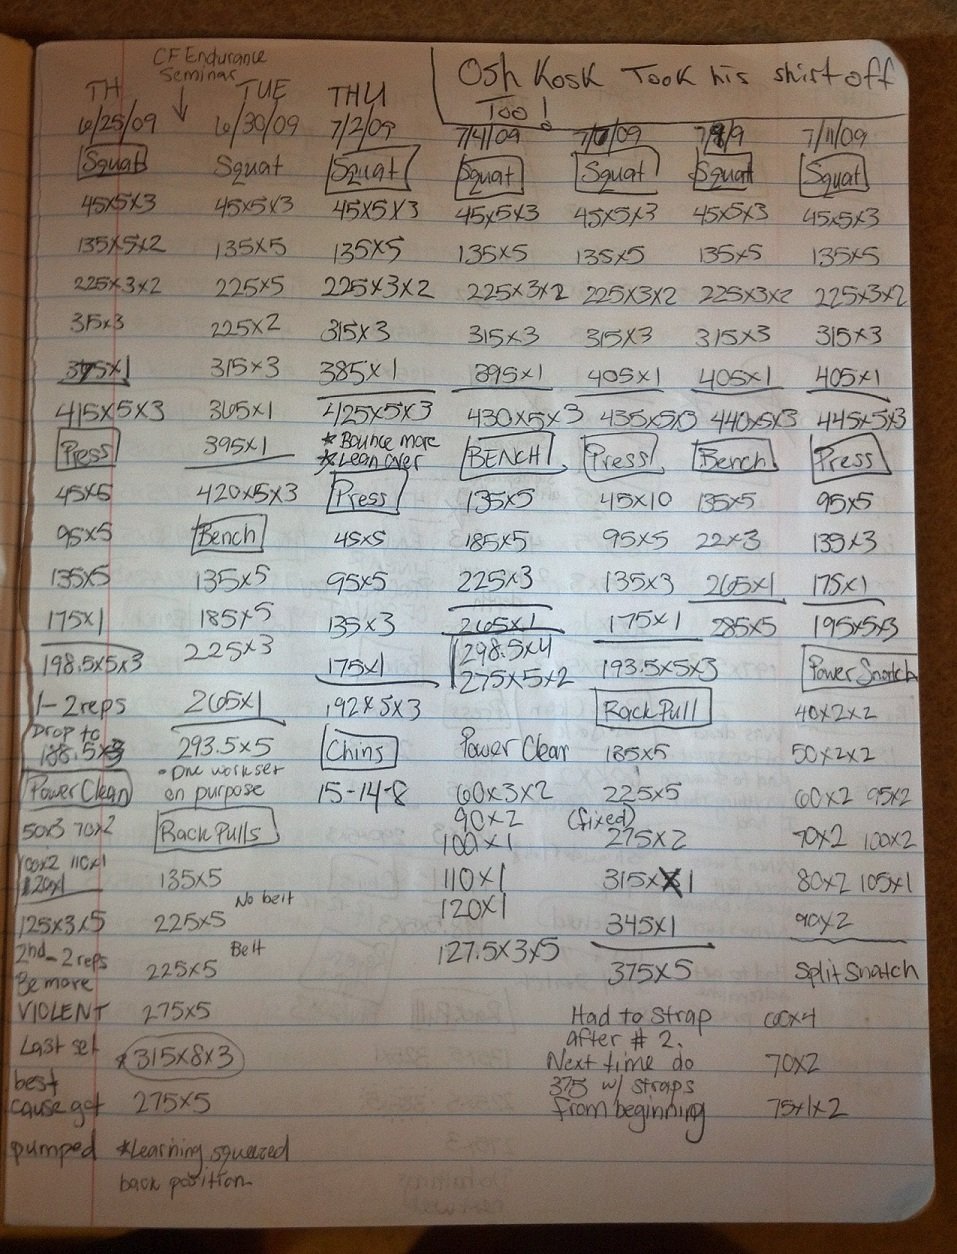 CF Endurance
Seminar
Osh Kosk Took his shirt off
Too!
TH
6/25/09
Squat
45x5x3
135x5x2
225x3x2
315x3
375x1
415x5x3
Press
45x5
95x5
135x5
175x1
198.5x5x3
1-2 reps
Drop to
188.5x3
Power Clean
50x3 70x2
100x2 110x1
120x1
125x3x5
2nd - 2 reps
Be more
VIOLENT
Last set
best
cause got
pumped
TUE
6/30/09
Squat
45x5x3
135x5
225x5
225x2
315x3
365x1
395x1
420x5x3
Bench
135x5
185x5
225x3
265x1
293.5x5
• One work set
on purpose
Rack Pulls
135x5
No belt
225x5
Belt
225x5
275x5
*315x8x3
275x5
*Learning squeezed
back position
THU
7/2/09
Squat
45x5x3
135x5
225x3x2
315x3
385x1
425x5x3
* Bounce more
* Lean over
Press
45x5
95x5
135x3
175x1
192x5x3
Chins
15-14-8
7/4/09
Squat
45x5x3
135x5
225x3x2
315x3
395x1
430x5x3
BENCH
135x5
185x5
225x3
265x1
298.5x4
275x5x2
Power Clean
60x3x2
90x2
100x1
110x1
120x1
127.5x3x5
/09
Squat
45x5x3
135x5
225x3x2
315x3
405x1
435x5x3
Press
45x10
95x5
135x3
175x1
193.5x5x3
Rack Pull
135x5
225x5
(fixed)
275x2
315x1
345x1
375x5
Had to strap
after # 2.
Next time do
375 w/ straps
from beginning
7/9/9
Squat
45x5x3
135x5
225x3x2
315x3
405x1
440x5x3
Bench
135x5
22x3
265x1
285x5
7/11/09
Squat
45x5x3
135x5
225x3x2
315x3
405x1
445x5x3
Press
95x5
135x3
175x1
195x5x3
Power Snatch
40x2x2
50x2x2
60x2 95x2
70x2 100x2
80x2 105x1
90x2
Split Snatch
60x4
70x2
75x1x2